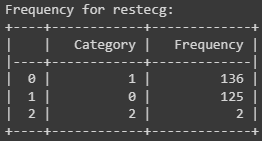 Frequency for restecg:
+----+------------+-------------+
|    |   Category |   Frequency |
|----+------------+-------------|
|  0 |          1 |         136 |
|  1 |          0 |         125 |
|  2 |          2 |           2 |
+----+------------+-------------+